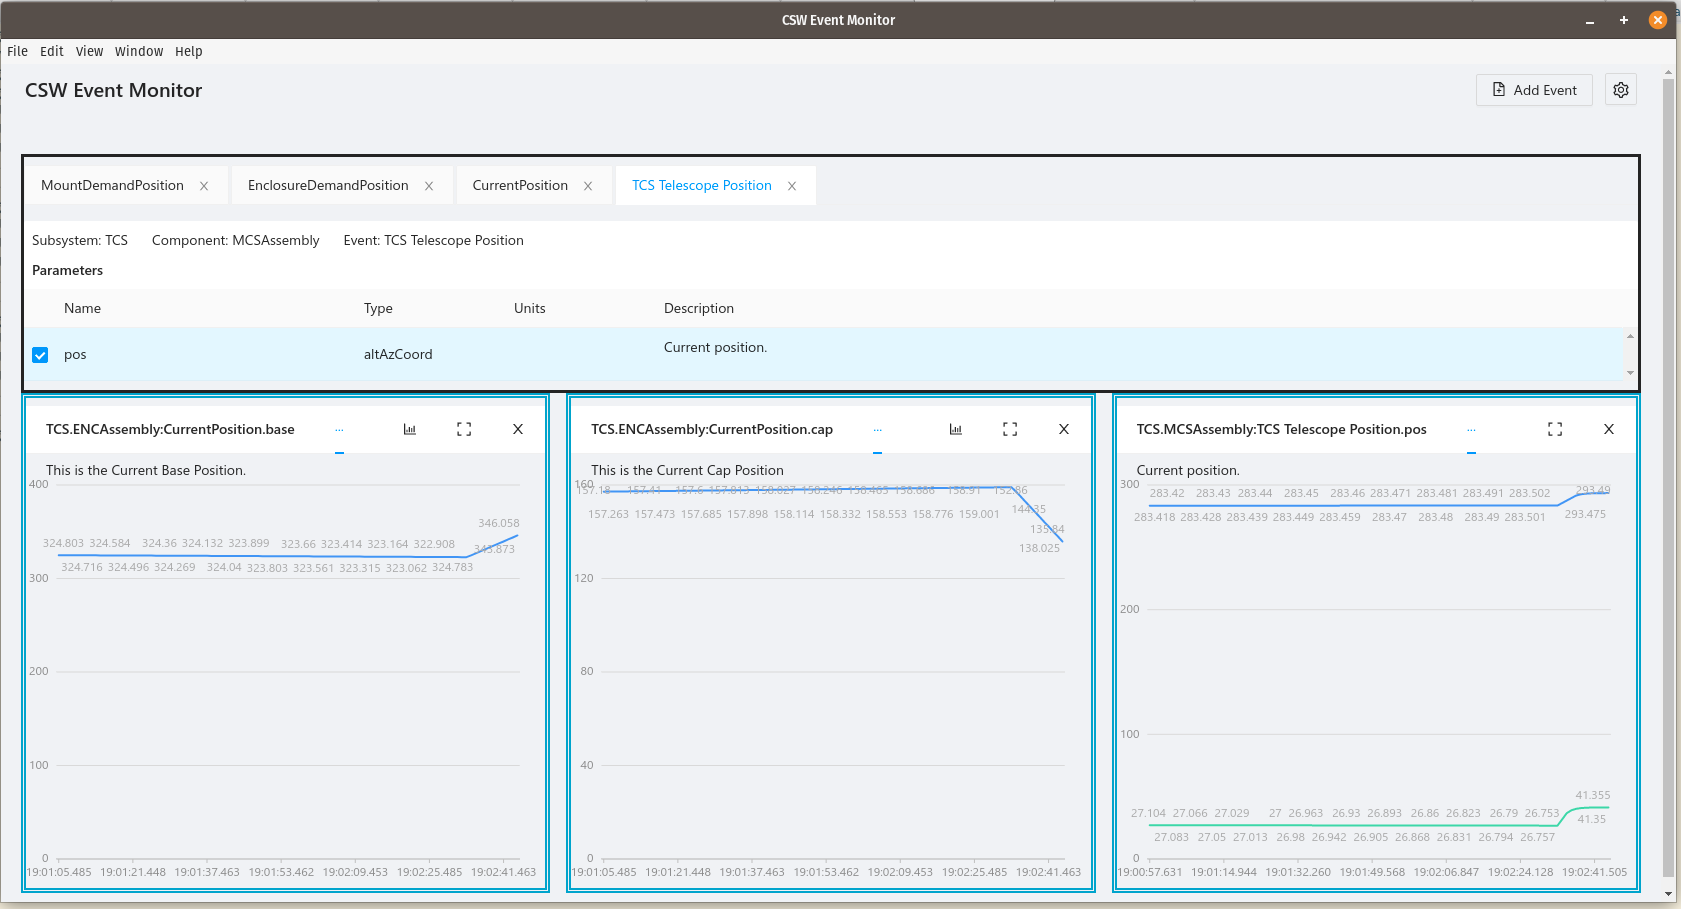 CSW Event Monitor
File Edit View Window Help
CSW Event Monitor
Add Event
MountDemandPosition X EnclosureDemandPosition X CurrentPosition X TCS Telescope Position X
Subsystem: TCS Component: MCSAssembly Event: TCS Telescope Position
Parameters
Name Type Units Description
pos altAzCoord Current position.
TCS.ENCAssembly:CurrentPosition.base ... X
This is the Current Base Position.
400
346.058
324.803 324.584 324.36 324.132 323.899 323.66 323.414 323.164 322.908 343.873
324.716 324.496 324.269 324.04 323.803 323.561 323.315 323.062 324.783
300
200
100
0
19:01:05.485 19:01:21.448 19:01:37.463 19:01:53.462 19:02:09.453 19:02:25.485 19:02:41.463
TCS.ENCAssembly:CurrentPosition.cap ... X
This is the Current Cap Position
160
157.18 157.41 157.6 157.813 158.027 158.246 158.465 158.686 158.91 152.86
157.263 157.473 157.685 157.898 158.114 158.332 158.553 158.776 159.001 144.35
135.84
138.025
120
80
40
0
19:01:05.485 19:01:21.448 19:01:37.463 19:01:53.462 19:02:09.453 19:02:25.485 19:02:41.463
TCS.MCSAssembly:TCS Telescope Position.pos ... X
Current position.
300
283.42 283.43 283.44 283.45 283.46 283.471 283.481 283.491 283.502 293.49
283.418 283.428 283.439 283.449 283.459 283.47 283.48 283.49 283.501 293.475
200
100
41.355
27.104 27.066 27.029 27 26.963 26.93 26.893 26.86 26.823 26.79 26.753 41.35
27.083 27.05 27.013 26.98 26.942 26.905 26.868 26.831 26.794 26.757
0
19:00:57.631 19:01:14.944 19:01:32.260 19:01:49.568 19:02:06.847 19:02:24.128 19:02:41.505